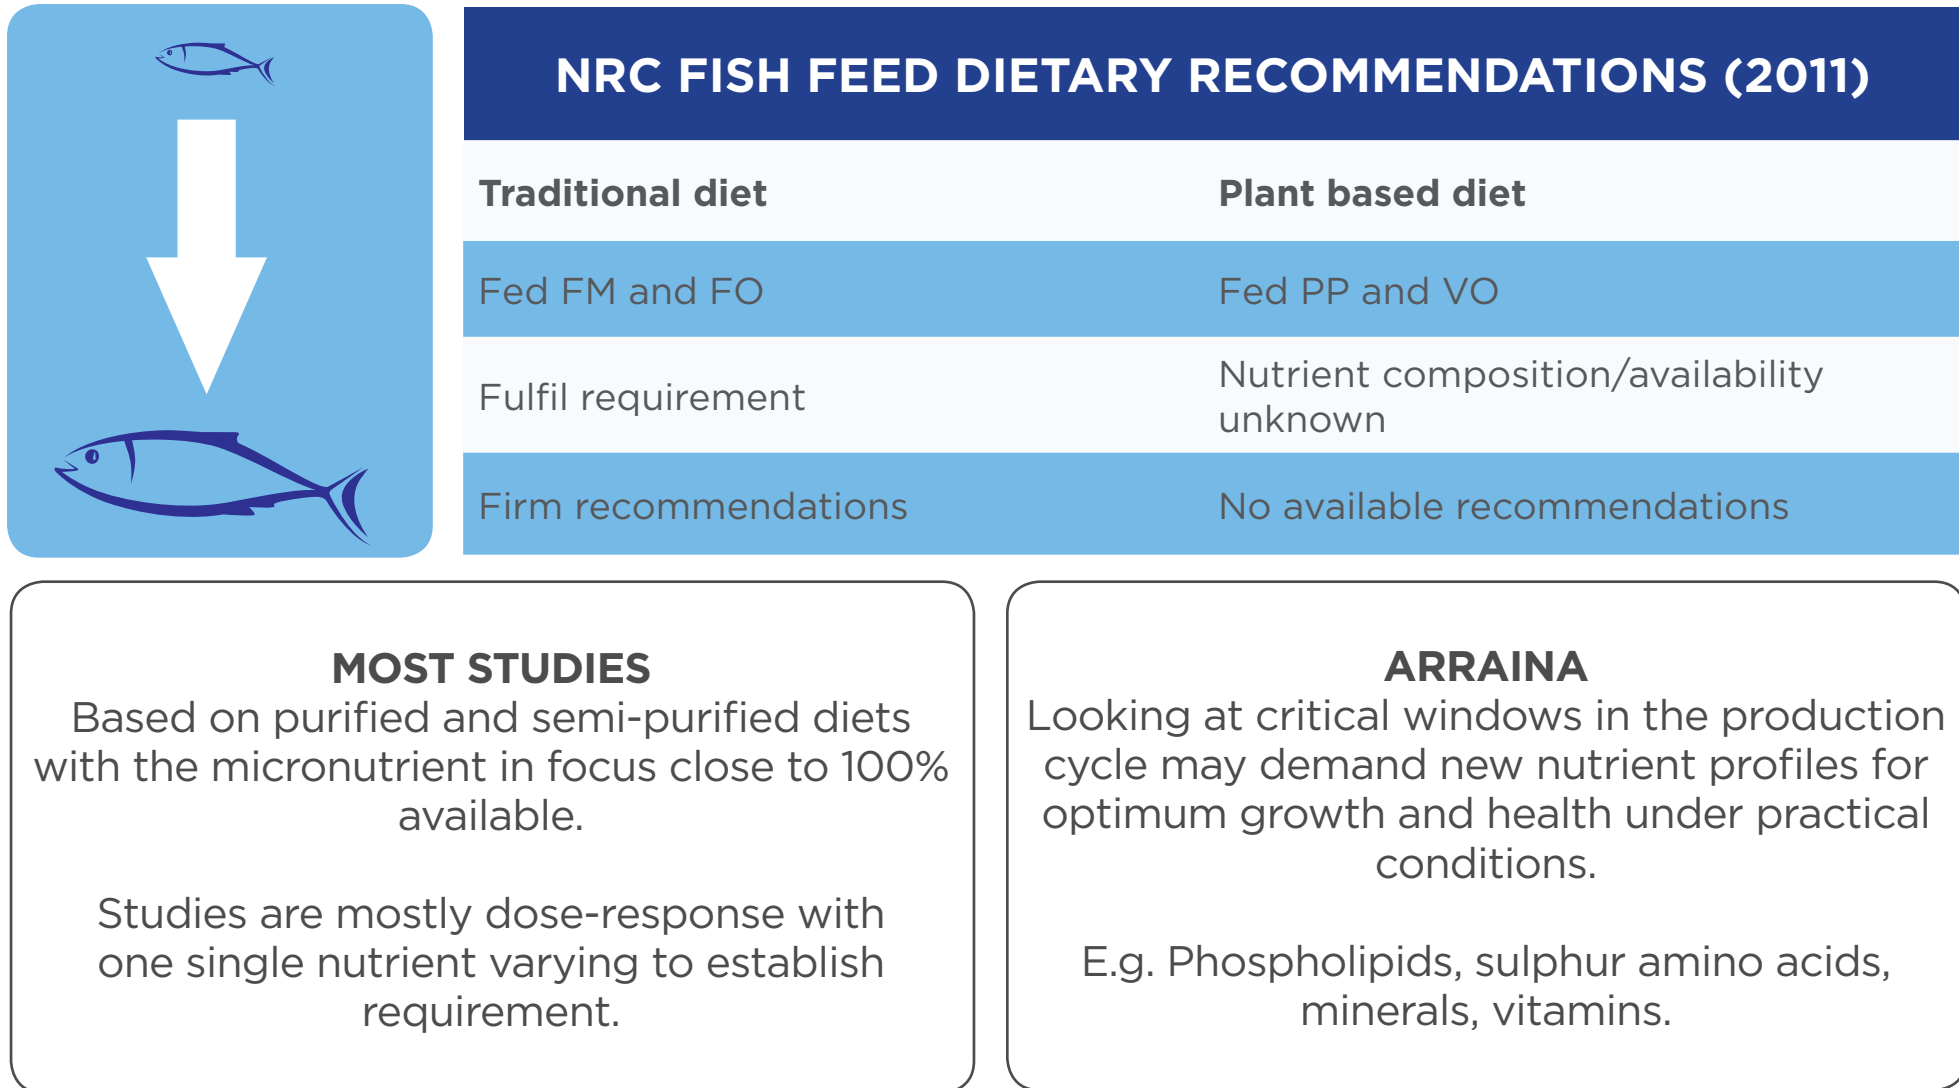 NRC FISH FEED DIETARY RECOMMENDATIONS (2011)
Traditional diet
Plant based diet
Fed FM and FO
Fed PP and VO
Fulfil requirement
Nutrient composition/availability
unknown
Firm recommendations
No available recommendations
MOST STUDIES
Based on purified and semi-purified diets
with the micronutrient in focus close to 100%
available.
Studies are mostly dose-response with
one single nutrient varying to establish
requirement.
ARRAINA
Looking at critical windows in the production
cycle may demand new nutrient profiles for
optimum growth and health under practical
conditions.
E.g. Phospholipids, sulphur amino acids,
minerals, vitamins.